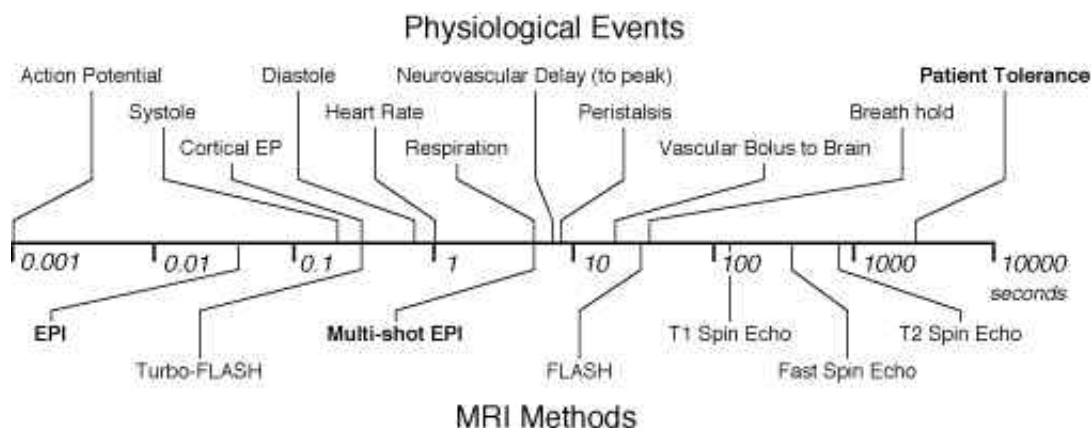 Physiological Events
Action Potential Diastole Neurovascular Delay (to peak) Patient Tolerance
Systole Heart Rate Peristalsis Breath hold
Cortical EP Respiration Vascular Bolus to Brain
0.001 0.01 0.1 1 10 100 1000 10000
seconds
EPI Multi-shot EPI T1 Spin Echo T2 Spin Echo
Turbo-FLASH FLASH Fast Spin Echo
MRI Methods